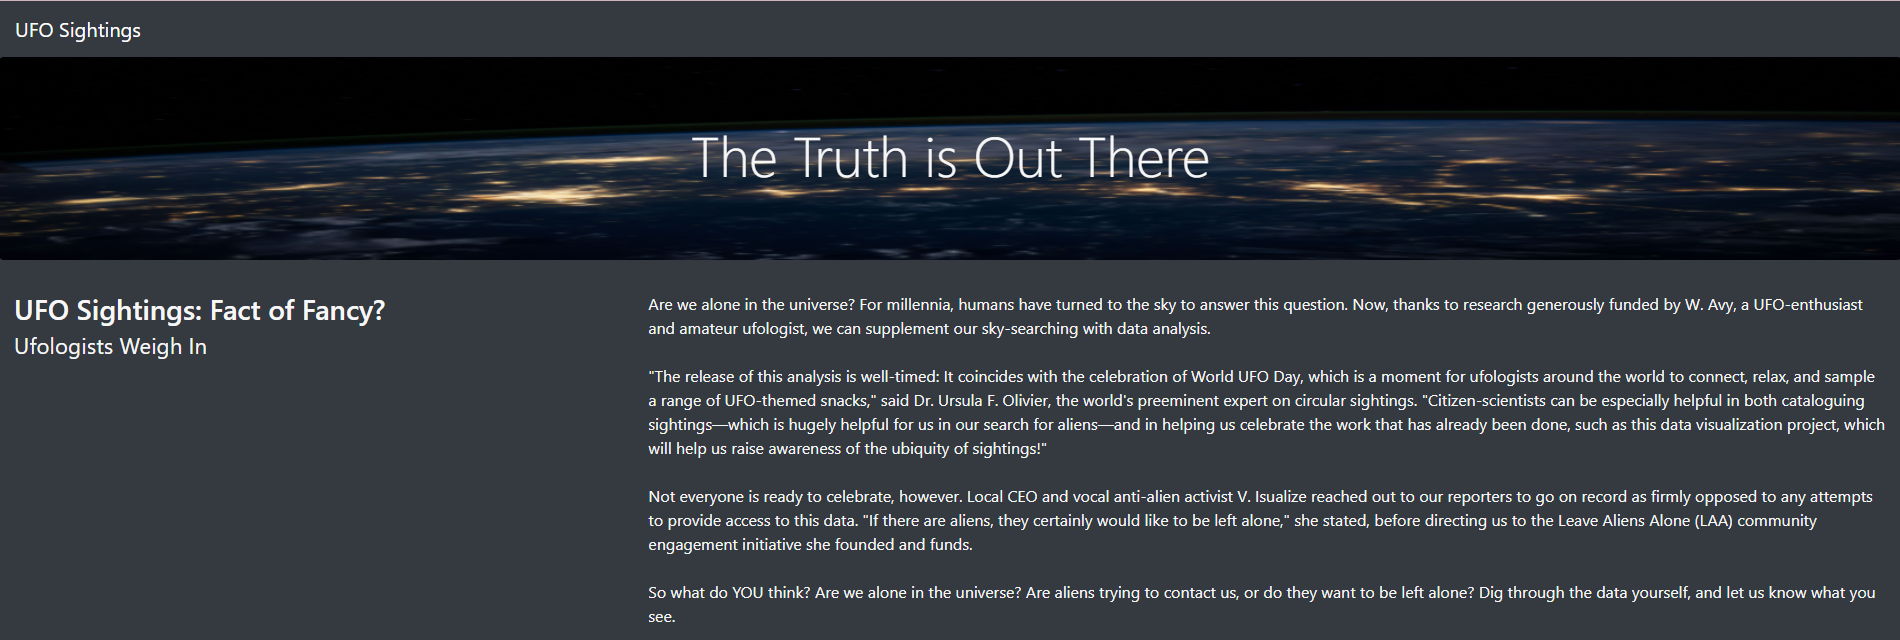 UFO Sightings
The Truth is Out There
UFO Sightings: Fact of Fancy?
Ufologists Weigh In
Are we alone in the universe? For millennia, humans have turned to the sky to answer this question. Now, thanks to research generously funded by W. Avy, a UFO-enthusiast
and amateur ufologist, we can supplement our sky-searching with data analysis.
"The release of this analysis is well-timed: It coincides with the celebration of World UFO Day, which is a moment for ufologists around the world to connect, relax, and sample
a range of UFO-themed snacks," said Dr. Ursula F. Olivier, the world's preeminent expert on circular sightings. "Citizen-scientists can be especially helpful in both cataloguing
sightings—which is hugely helpful for us in our search for aliens—and in helping us celebrate the work that has already been done, such as this data visualization project, which
will help us raise awareness of the ubiquity of sightings!"
Not everyone is ready to celebrate, however. Local CEO and vocal anti-alien activist V. Isualize reached out to our reporters to go on record as firmly opposed to any attempts
to provide access to this data. "If there are aliens, they certainly would like to be left alone," she stated, before directing us to the Leave Aliens Alone (LAA) community
engagement initiative she founded and funds.
So what do YOU think? Are we alone in the universe? Are aliens trying to contact us, or do they want to be left alone? Dig through the data yourself, and let us know what you
see.